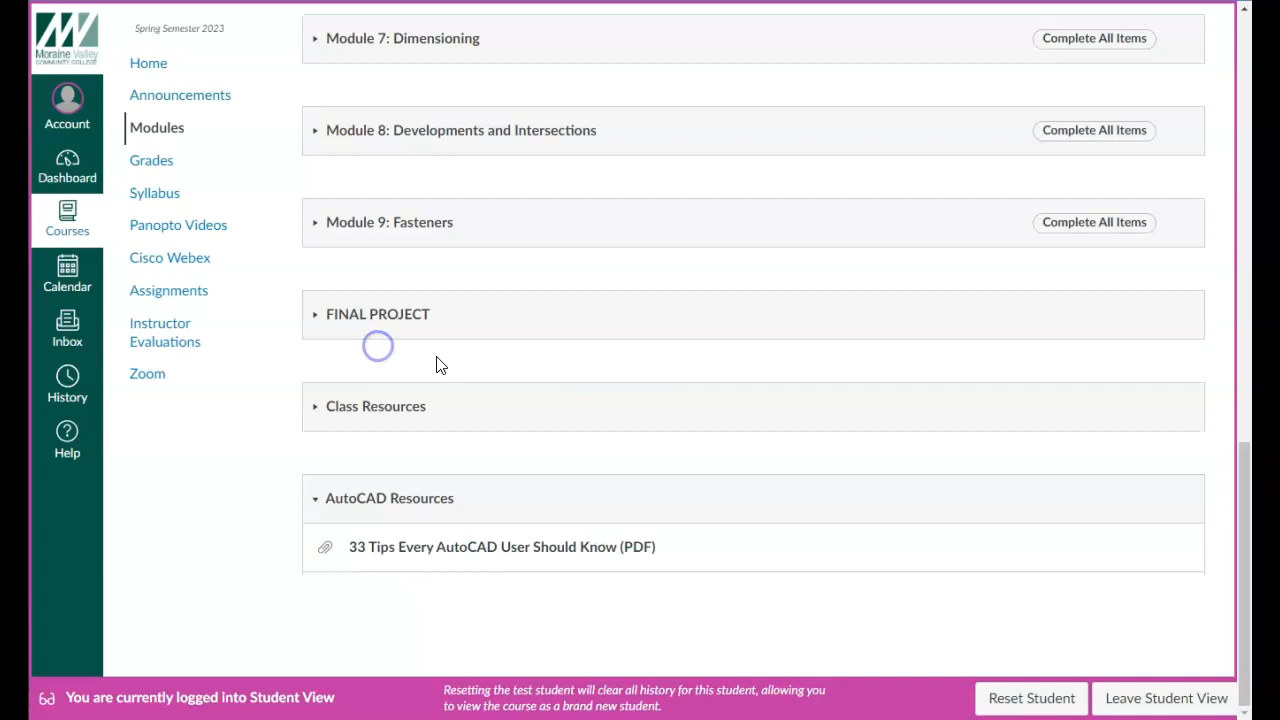 Moraine Valley
COMMUNITY COLLEGE
Account
Dashboard
Courses
Calendar
Inbox
History
Help
Spring Semester 2023
Home
Announcements
Modules
Grades
Syllabus
Panopto Videos
Cisco Webex
Assignments
Instructor
Evaluations
Zoom
Module 7: Dimensioning
Complete All Items
Module 8: Developments and Intersections
Complete All Items
Module 9: Fasteners
Complete All Items
FINAL PROJECT
Class Resources
AutoCAD Resources
33 Tips Every AutoCAD User Should Know (PDF)
You are currently logged into Student View
Resetting the test student will clear all history for this student, allowing you
to view the course as a brand new student.
Reset Student
Leave Student View